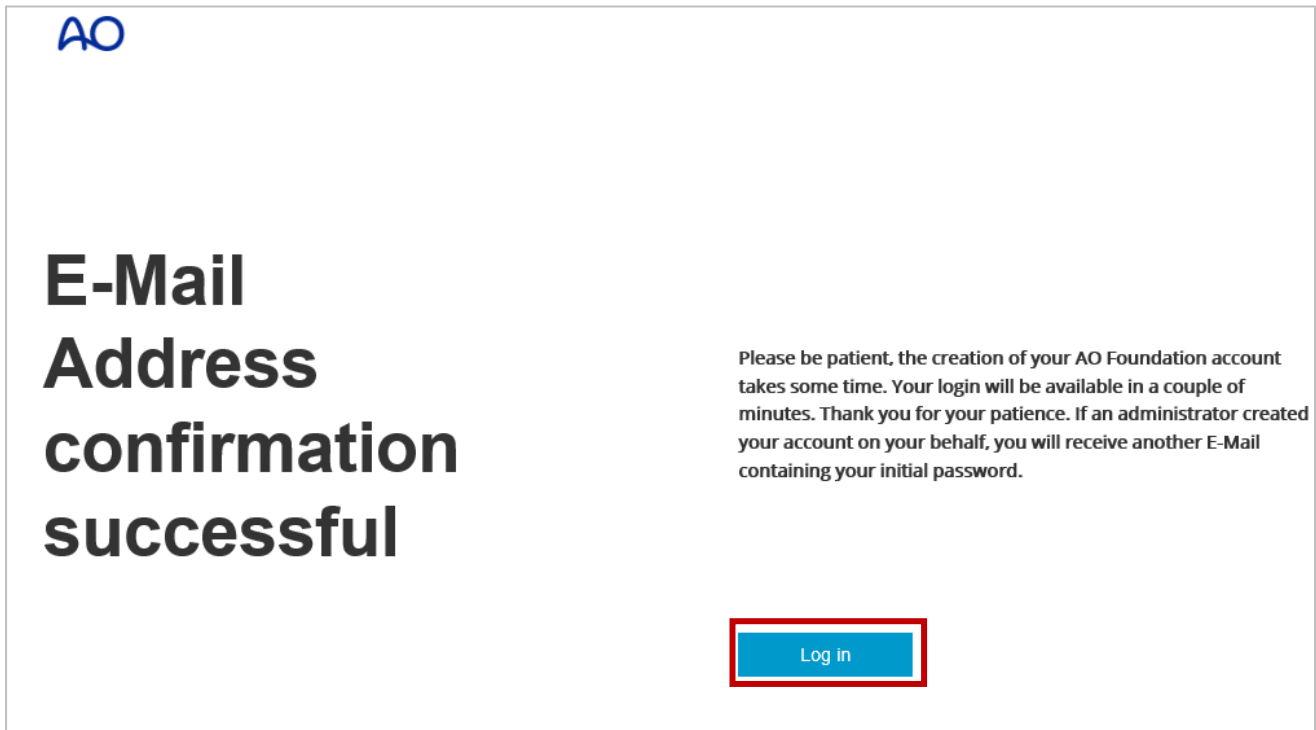 AO
E-Mail
Address
confirmation
successful
Please be patient, the creation of your AO Foundation account
takes some time. Your login will be available in a couple of
minutes. Thank you for your patience. If an administrator created
your account on your behalf, you will receive another E-Mail
containing your initial password.
Log in